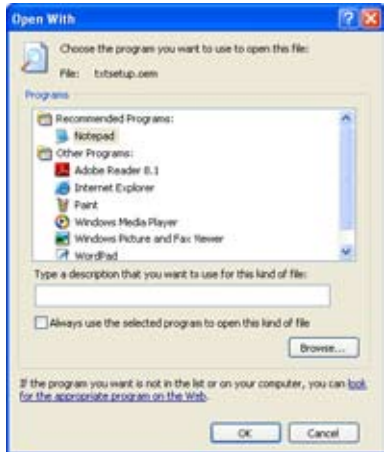 Open With
Choose the program you want to use to open this file:
File: txtsetup.oem
Programs
Recommended Programs:
Notepad
Other Programs:
Adobe Reader 8.1
Internet Explorer
Paint
Windows Media Player
Windows Picture and Fax Viewer
WordPad
Type a description that you want to use for this kind of file:
Always use the selected program to open this kind of file
Browse...
If the program you want is not in the list or on your computer, you can look
for the appropriate program on the Web.
OK
Cancel